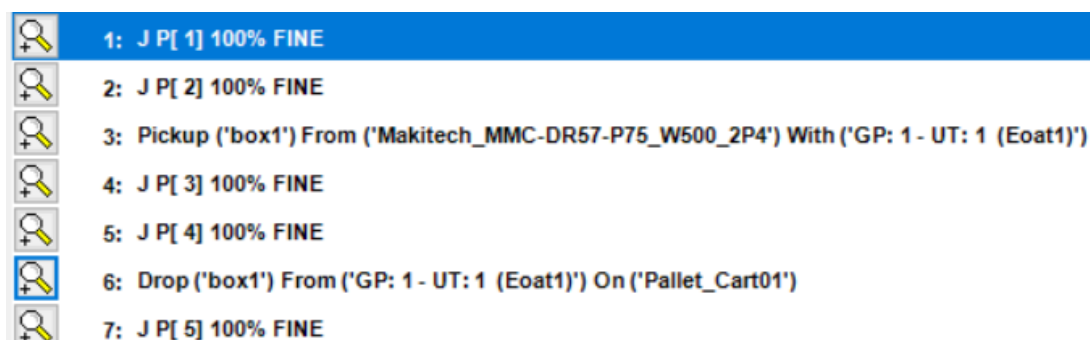 1: J P[ 1] 100% FINE
2: J P[ 2] 100% FINE
3: Pickup ('box1') From ('Makitech_MMC-DR57-P75_W500_2P4') With ('GP: 1 - UT: 1 (Eoat1)')
4: J P[ 3] 100% FINE
5: J P[ 4] 100% FINE
6: Drop ('box1') From ('GP: 1 - UT: 1 (Eoat1)') On ('Pallet_Cart01')
7: J P[ 5] 100% FINE